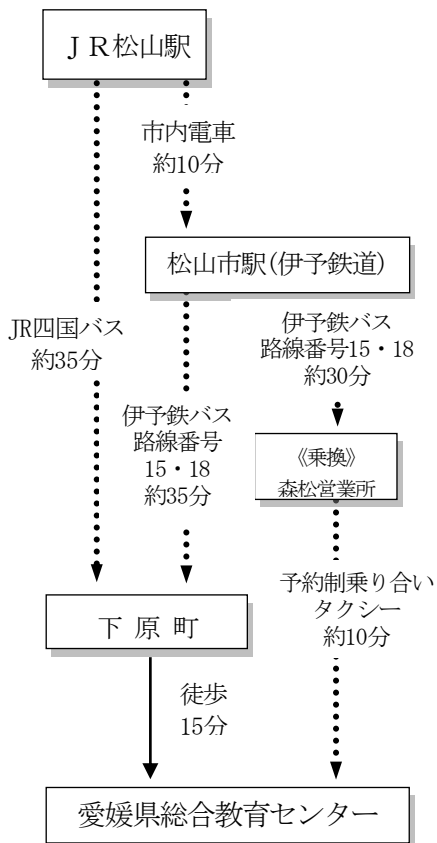 JR松山駅
市内電車
約10分
松山市駅(伊予鉄道)
JR四国バス
約35分
伊予鉄バス
路線番号
15・18
約35分
伊予鉄バス
路線番号15・18
約30分
《乗換》
森松営業所
予約制乗り合い
タクシー
約10分
下原町
徒歩
15分
愛媛県総合教育センター